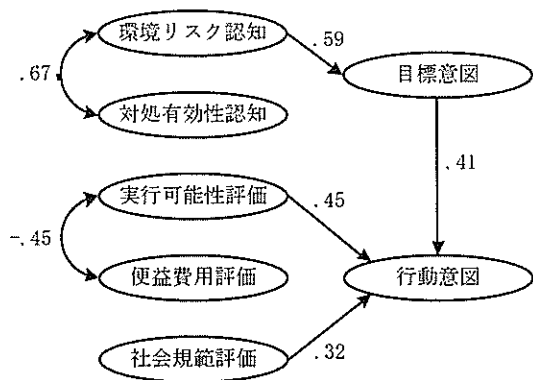 環境リスク認知
.59
.67
目標意図
対処有効性認知
.41
実行可能性評価
.45
-.45
便益費用評価
行動意図
.32
社会規範評価